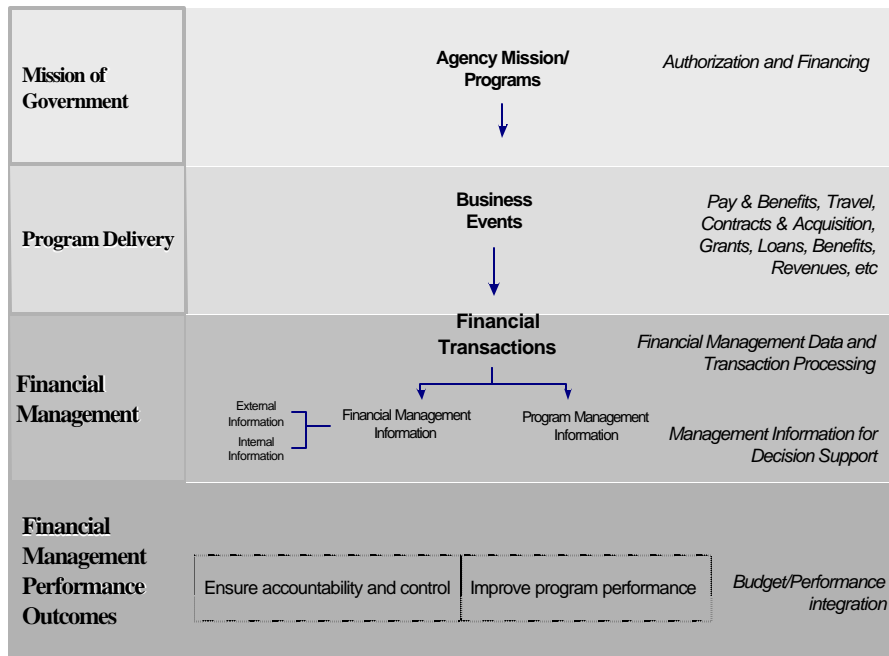 Mission of
Government
Agency Mission/
Programs
Authorization and Financing
Program Delivery
Business
Events
Pay & Benefits, Travel,
Contracts & Acquisition,
Grants, Loans, Benefits,
Revenues, etc
Financial
Management
Financial
Transactions
Financial Management Data and
Transaction Processing
External
Information
Internal
Information
Financial Management
Information
Program Management
Information
Management Information for
Decision Support
Financial
Management
Performance
Outcomes
Ensure accountability and control
Improve program performance
Budget/Performance
integration